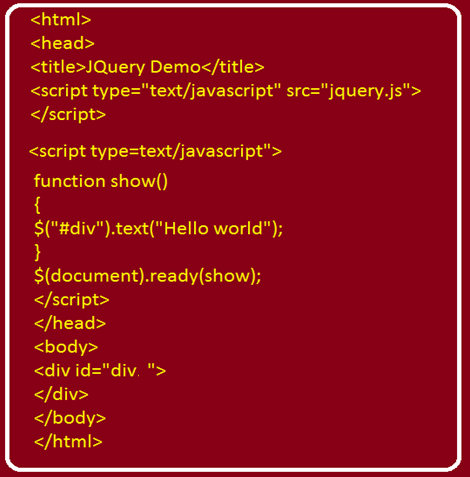 <html>
<head>
<title>JQuery Demo</title>
<script type="text/javascript" src="jquery.js">
</script>
<script type=text/javascript">
function show()
{
$("#div").text("Hello world");
}
$(document).ready(show);
</script>
</head>
<body>
<div id="div. ">
</div>
</body>
</html>